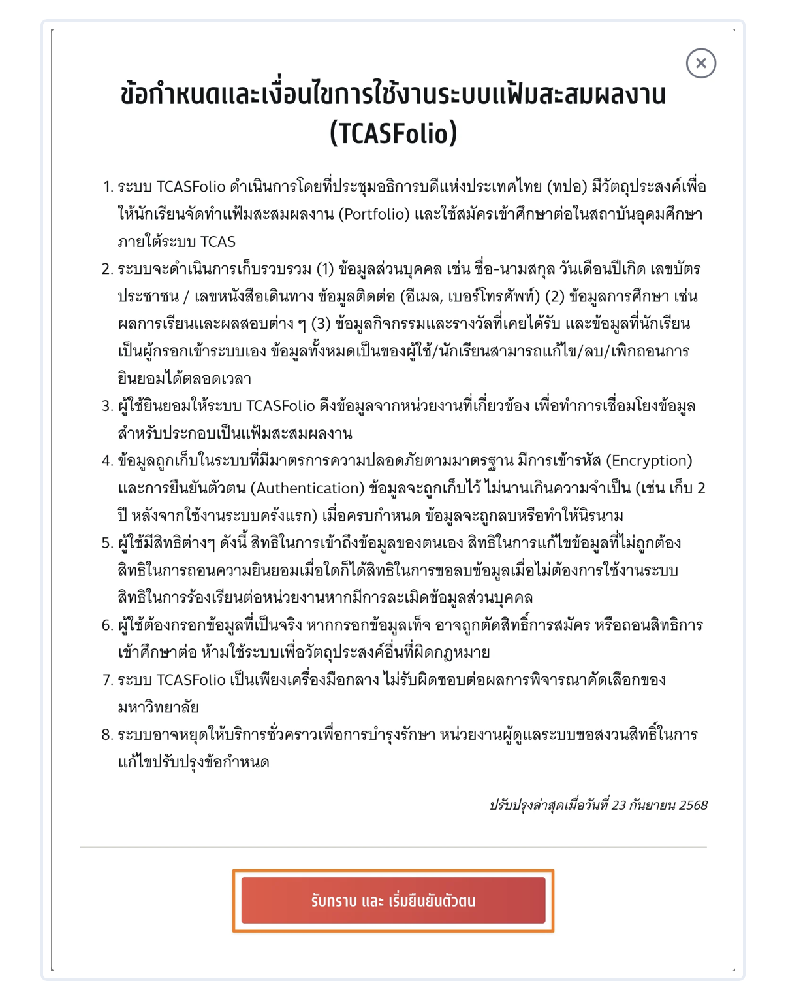 ข้อกำหนดและเงื่อนไขการใช้งานระบบแฟ้มสะสมผลงาน
(TCASFolio)
1. ระบบ TCASFolio ดำเนินการโดยที่ประชุมอธิการบดีแห่งประเทศไทย (ทปอ) มีวัตถุประสงค์เพื่อ
ให้นักเรียนจัดทำแฟ้มสะสมผลงาน (Portfolio) และใช้สมัครเข้าศึกษาต่อในสถาบันอุดมศึกษา
ภายใต้ระบบ TCAS
2. ระบบจะดำเนินการเก็บรวบรวม (1) ข้อมูลส่วนบุคคล เช่น ชื่อ-นามสกุล วันเดือนปีเกิด เลขบัตร
ประชาชน / เลขหนังสือเดินทาง ข้อมูลติดต่อ (อีเมล, เบอร์โทรศัพท์) (2) ข้อมูลการศึกษา เช่น
ผลการเรียนและผลสอบต่าง ๆ (3) ข้อมูลกิจกรรมและรางวัลที่เคยได้รับ และข้อมูลที่นักเรียน
เป็นผู้กรอกเข้าระบบเอง ข้อมูลทั้งหมดเป็นของผู้ใช้/นักเรียนสามารถแก้ไข/ลบ/เพิกถอนการ
ยินยอมได้ตลอดเวลา
3. ผู้ใช้ยินยอมให้ระบบ TCASFolio ดึงข้อมูลจากหน่วยงานที่เกี่ยวข้อง เพื่อทำการเชื่อมโยงข้อมูล
สำหรับประกอบเป็นแฟ้มสะสมผลงาน
4. ข้อมูลถูกเก็บในระบบที่มีมาตรการความปลอดภัยตามมาตรฐาน มีการเข้ารหัส (Encryption)
และการยืนยันตัวตน (Authentication) ข้อมูลจะถูกเก็บไว้ ไม่นานเกินความจำเป็น (เช่น เก็บ 2
ปี หลังจากใช้งานระบบครั้งแรก) เมื่อครบกำหนด ข้อมูลจะถูกลบหรือทำให้นิรนาม
5. ผู้ใช้มีสิทธิต่างๆ ดังนี้ สิทธิในการเข้าถึงข้อมูลของตนเอง สิทธิในการแก้ไขข้อมูลที่ไม่ถูกต้อง
สิทธิในการถอนความยินยอมเมื่อใดก็ได้สิทธิในการขอลบข้อมูลเมื่อไม่ต้องการใช้งานระบบ
สิทธิในการร้องเรียนต่อหน่วยงานหากมีการละเมิดข้อมูลส่วนบุคคล
6. ผู้ใช้ต้องกรอกข้อมูลที่เป็นจริง หากกรอกข้อมูลเท็จ อาจถูกตัดสิทธิ์การสมัคร หรือถอนสิทธิการ
เข้าศึกษาต่อ ห้ามใช้ระบบเพื่อวัตถุประสงค์อื่นที่ผิดกฎหมาย
7. ระบบ TCASFolio เป็นเพียงเครื่องมือกลาง ไม่รับผิดชอบต่อผลการพิจารณาคัดเลือกของ
มหาวิทยาลัย
8. ระบบอาจหยุดให้บริการชั่วคราวเพื่อการบำรุงรักษา หน่วยงานผู้ดูแลระบบขอสงวนสิทธิ์ในการ
แก้ไขปรับปรุงข้อกำหนด
ปรับปรุงล่าสุดเมื่อวันที่ 23 กันยายน 2568
รับทราบ และ เริ่มยืนยันตัวตน